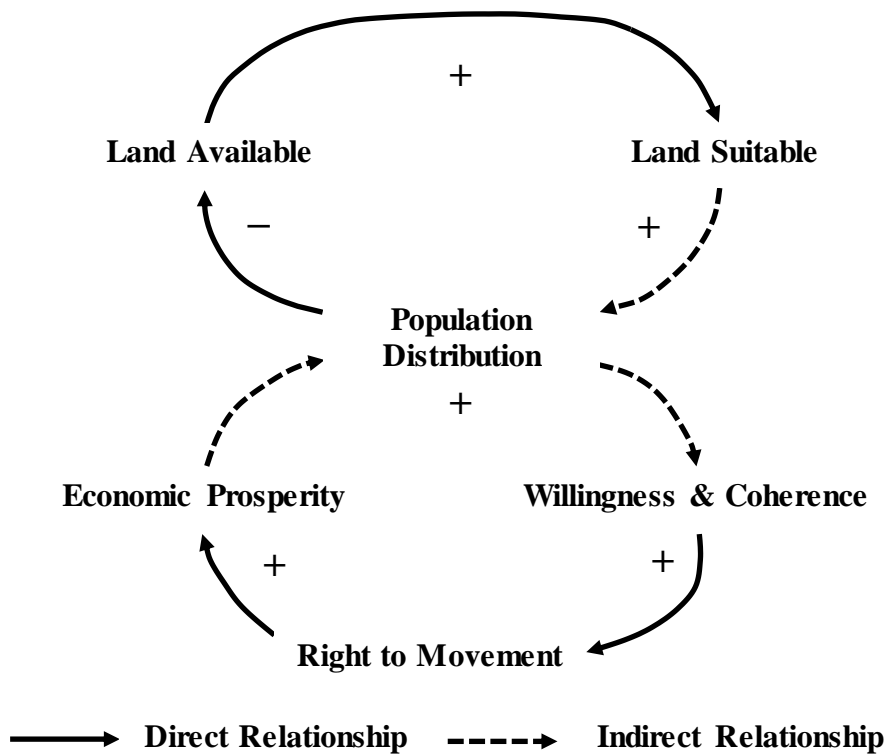 +
Land Available
Land Suitable
−
+
Population
Distribution
+
Economic Prosperity
Willingness & Coherence
+
+
Right to Movement
Direct Relationship
Indirect Relationship